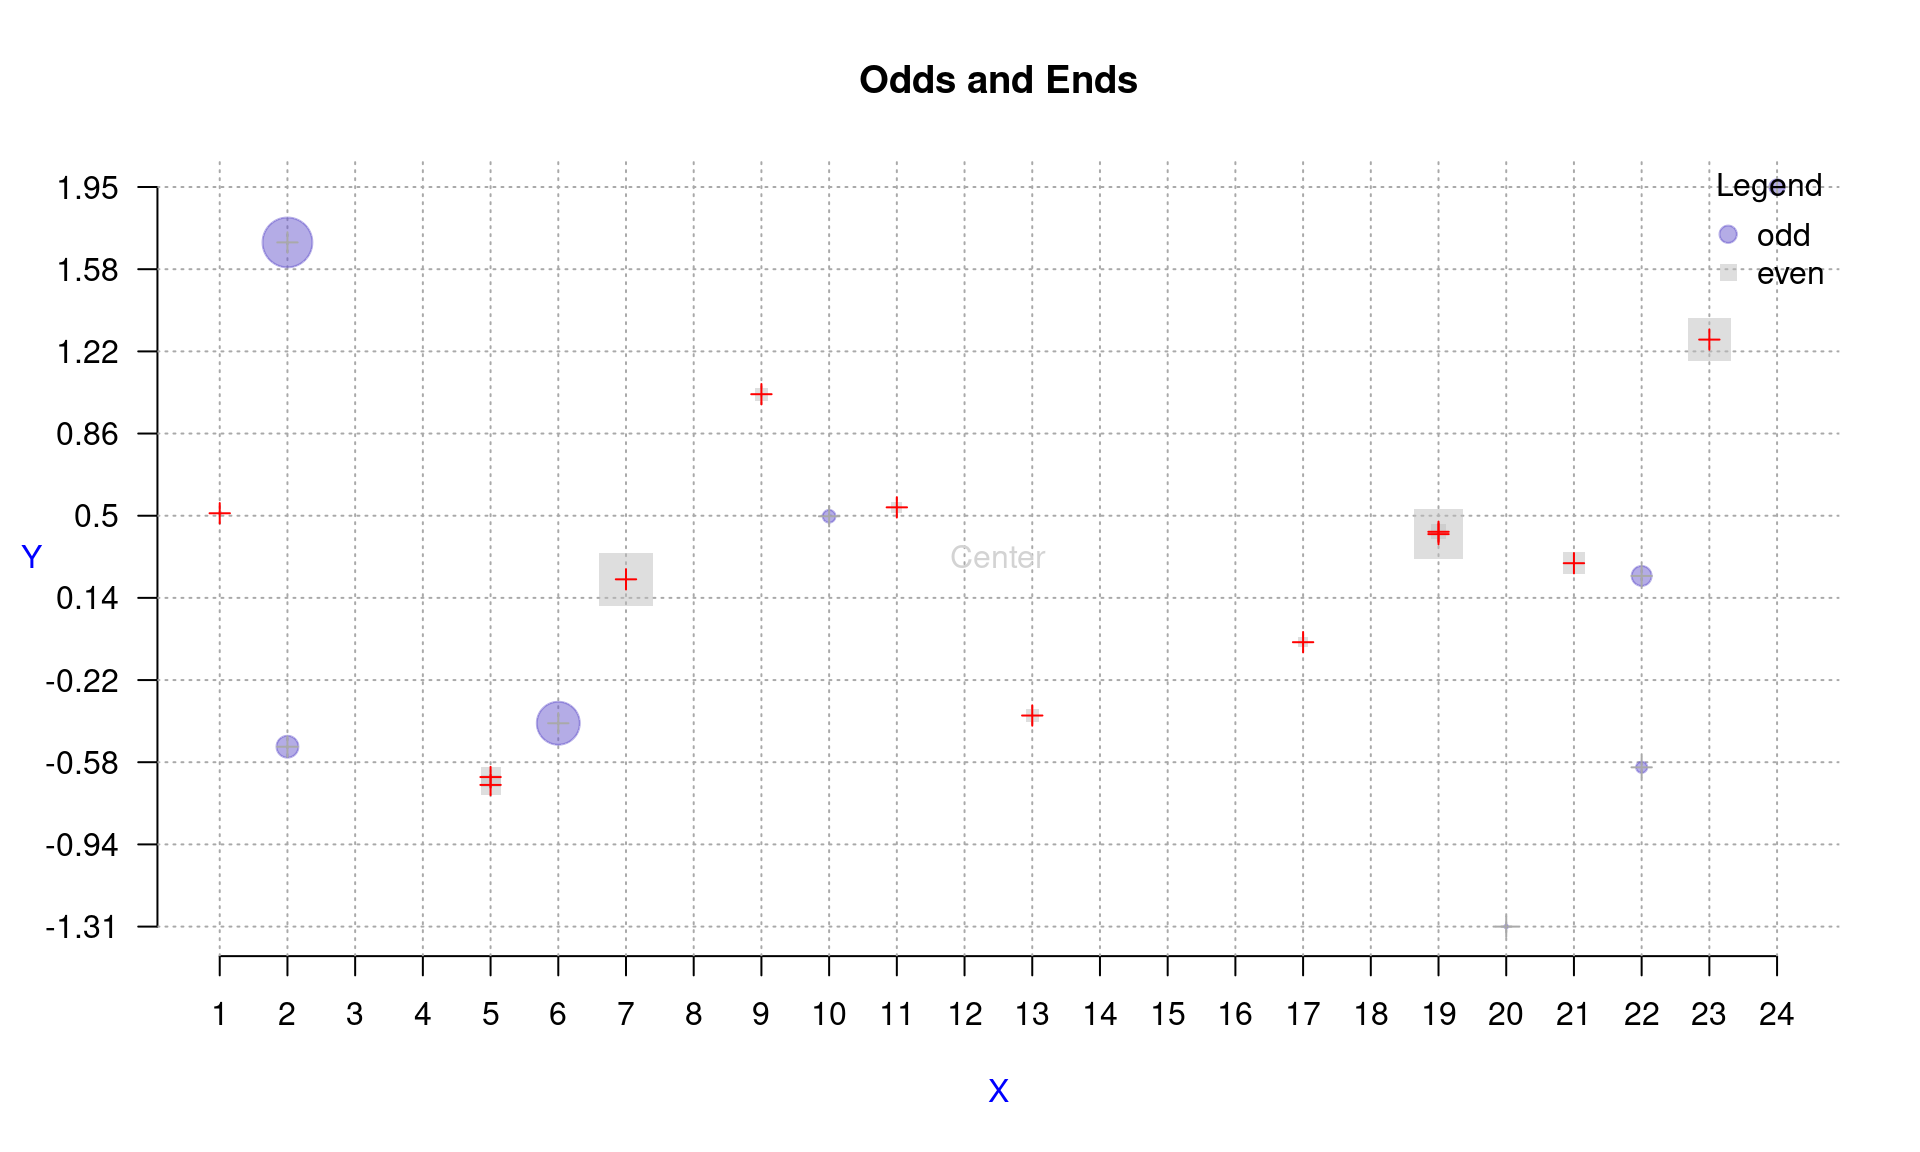 Odds and Ends
Legend
odd
even
1.95
1.58
1.22
0.86
0.5
0.14
-0.22
-0.58
-0.94
-1.31
Y
Center
1 2 3 4 5 6 7 8 9 10 11 12 13 14 15 16 17 18 19 20 21 22 23 24
X